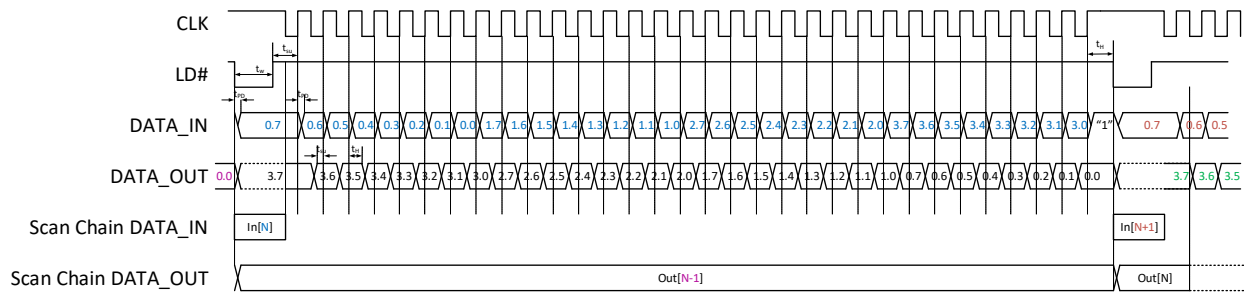 CLK
t_su t_H
LD# t_w
t_PD t_PD
DATA_IN 0.7 0.6 0.5 0.4 0.3 0.2 0.1 0.0 1.7 1.6 1.5 1.4 1.3 1.2 1.1 1.0 2.7 2.6 2.5 2.4 2.3 2.2 2.1 2.0 3.7 3.6 3.5 3.4 3.3 3.2 3.1 3.0 "1" 0.7 0.6 0.5
t_su t_H
DATA_OUT 0.0 3.7 3.6 3.5 3.4 3.3 3.2 3.1 3.0 2.7 2.6 2.5 2.4 2.3 2.2 2.1 2.0 1.7 1.6 1.5 1.4 1.3 1.2 1.1 1.0 0.7 0.6 0.5 0.4 0.3 0.2 0.1 0.0 3.7 3.6 3.5
Scan Chain DATA_IN In[N] In[N+1]
Scan Chain DATA_OUT Out[N-1] Out[N]